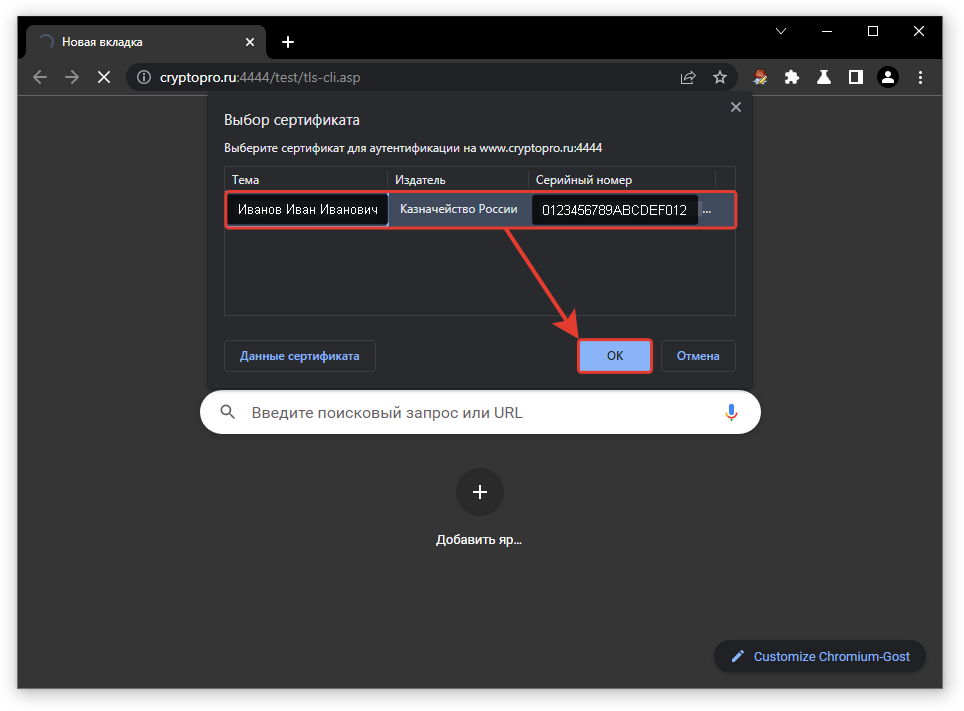 Новая вкладка
cryptopro.ru:4444/test/tls-cli.asp
Выбор сертификата
Выберите сертификат для аутентификации на www.cryptopro.ru:4444
Тема Издатель Серийный номер
Иванов Иван Иванович Казначейство России 0123456789ABCDEF012 ...
Данные сертификата OK Отмена
Введите поисковый запрос или URL
Добавить яр...
Customize Chromium-Gost